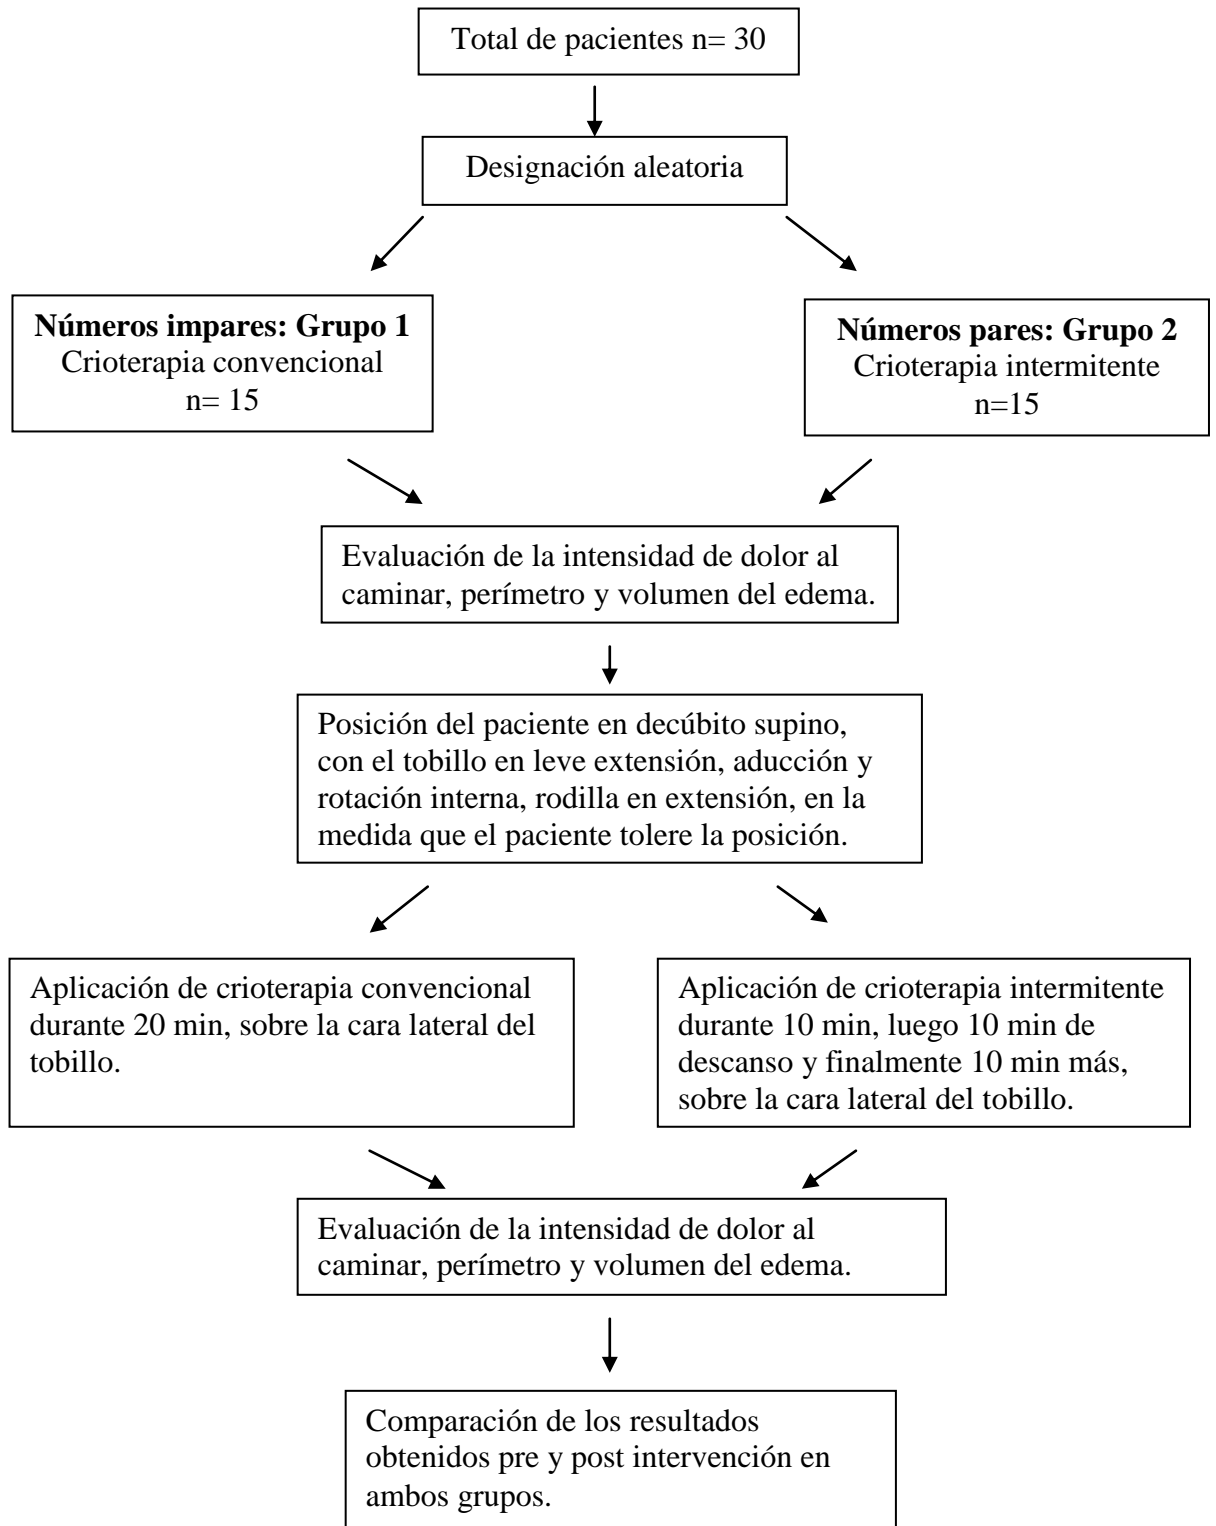 Total de pacientes n= 30
Designación aleatoria
Números impares: Grupo 1
Crioterapia convencional
n= 15
Números pares: Grupo 2
Crioterapia intermitente
n=15
Evaluación de la intensidad de dolor al
caminar, perímetro y volumen del edema.
Posición del paciente en decúbito supino,
con el tobillo en leve extensión, aducción y
rotación interna, rodilla en extensión, en la
medida que el paciente tolere la posición.
Aplicación de crioterapia convencional
durante 20 min, sobre la cara lateral del
tobillo.
Aplicación de crioterapia intermitente
durante 10 min, luego 10 min de
descanso y finalmente 10 min más,
sobre la cara lateral del tobillo.
Evaluación de la intensidad de dolor al
caminar, perímetro y volumen del edema.
Comparación de los resultados
obtenidos pre y post intervención en
ambos grupos.